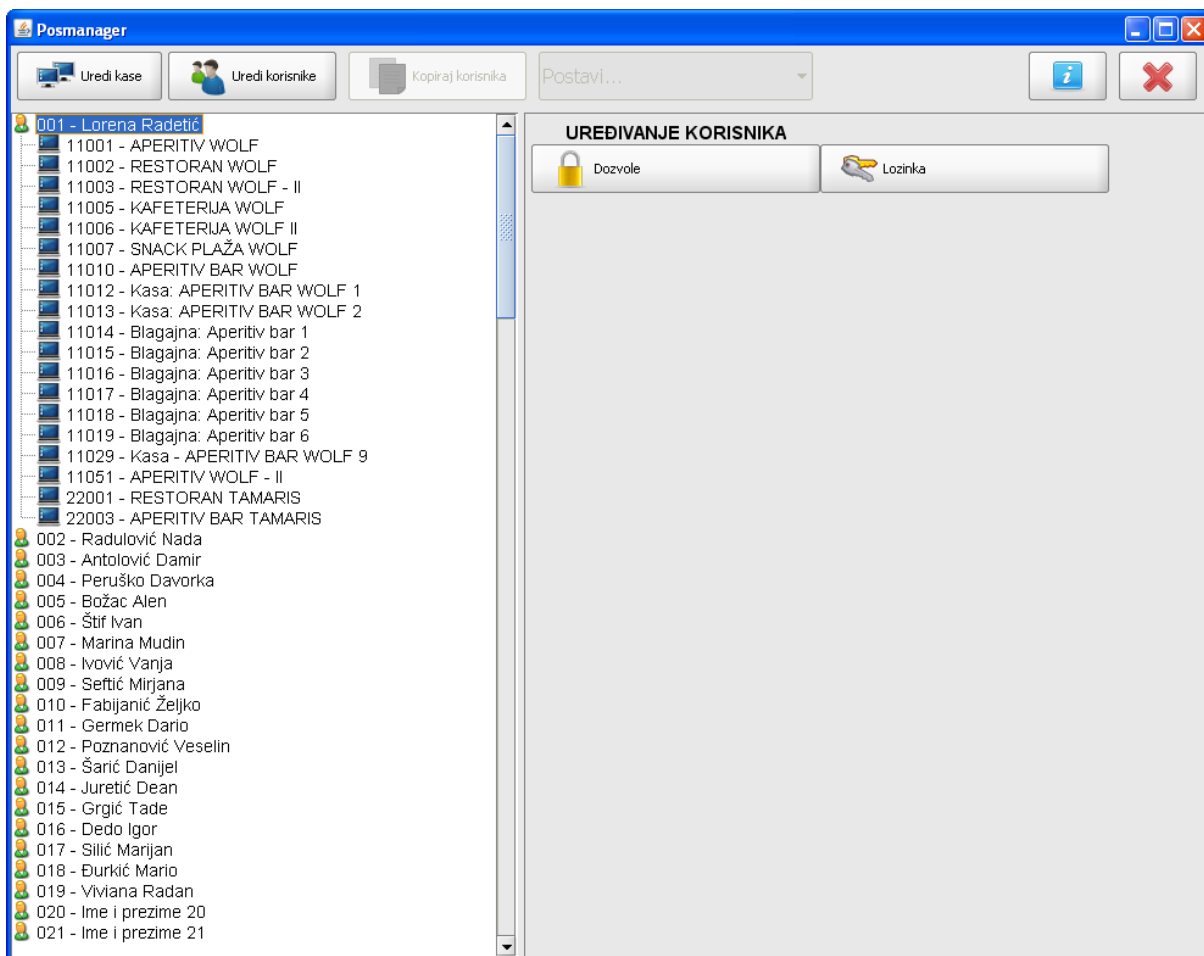 Posmanager
Uredi kase
Uredi korisnike
Kopiraj korisnika
Postavi...
001 - Lorena Radetić
11001 - APERITIV WOLF
11002 - RESTORAN WOLF
11003 - RESTORAN WOLF - II
11005 - KAFETERIJA WOLF
11006 - KAFETERIJA WOLF II
11007 - SNACK PLAŽA WOLF
11010 - APERITIV BAR WOLF
11012 - Kasa: APERITIV BAR WOLF 1
11013 - Kasa: APERITIV BAR WOLF 2
11014 - Blagajna: Aperitiv bar 1
11015 - Blagajna: Aperitiv bar 2
11016 - Blagajna: Aperitiv bar 3
11017 - Blagajna: Aperitiv bar 4
11018 - Blagajna: Aperitiv bar 5
11019 - Blagajna: Aperitiv bar 6
11029 - Kasa - APERITIV BAR WOLF 9
11051 - APERITIV WOLF - II
22001 - RESTORAN TAMARIS
22003 - APERITIV BAR TAMARIS
002 - Radulović Nada
003 - Antolović Damir
004 - Peruško Davorka
005 - Božac Alen
006 - Štif Ivan
007 - Marina Mudin
008 - Ivović Vanja
009 - Seftić Mirjana
010 - Fabijanić Željko
011 - Germek Dario
012 - Poznanović Veselin
013 - Šarić Danijel
014 - Juretić Dean
015 - Grgić Tade
016 - Dedo Igor
017 - Silić Marijan
018 - Đurkić Mario
019 - Viviana Radan
020 - Ime i prezime 20
021 - Ime i prezime 21
UREĐIVANJE KORISNIKA
Dozvole
Lozinka